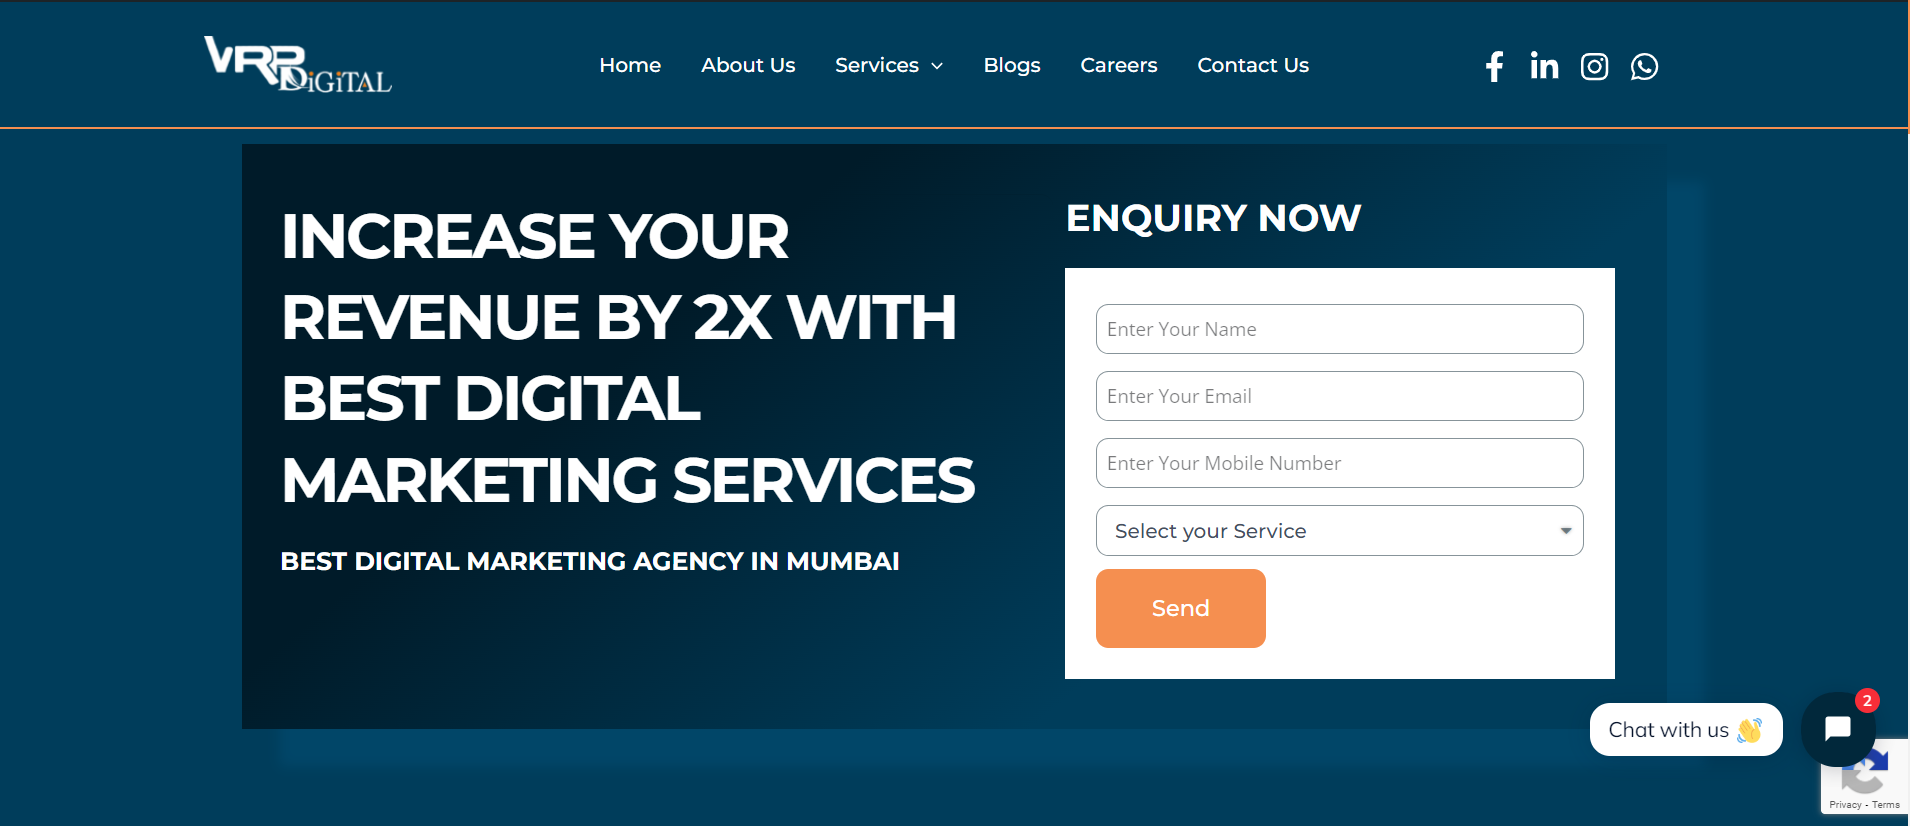 VRP DiGiTAL
Home About Us Services Blogs Careers Contact Us
INCREASE YOUR
REVENUE BY 2X WITH
BEST DIGITAL
MARKETING SERVICES
BEST DIGITAL MARKETING AGENCY IN MUMBAI
ENQUIRY NOW
Enter Your Name
Enter Your Email
Enter Your Mobile Number
Select your Service
Send
Chat with us 👋
2
Privacy - Terms